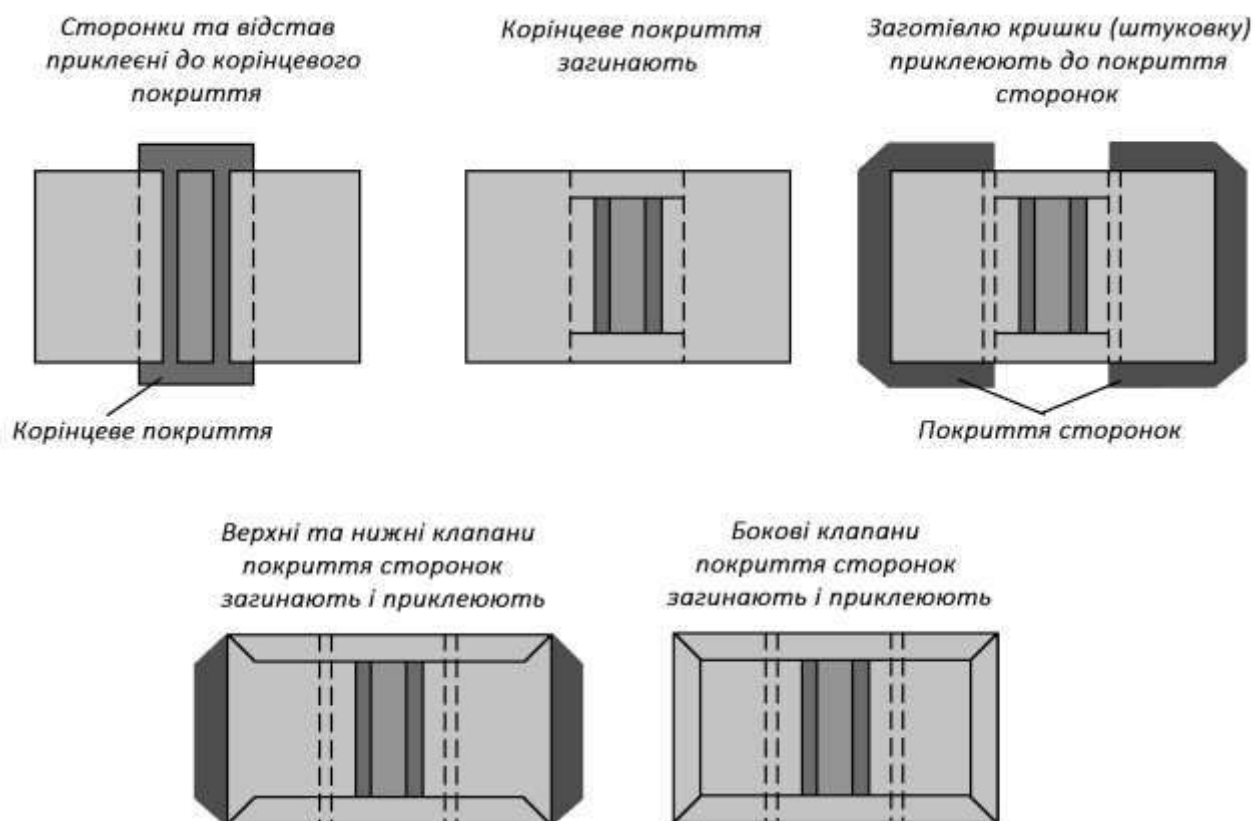 Сторонки та відстав
приклеєні до корінцевого
покриття
Корінцеве покриття
загинають
Заготівлю кришки (штуковку)
приклеюють до покриття
сторонок
Корінцеве покриття
Покриття сторонок
Верхні та нижні клапани
покриття сторонок
загинають і приклеюють
Бокові клапани
покриття сторонок
загинають і приклеюють